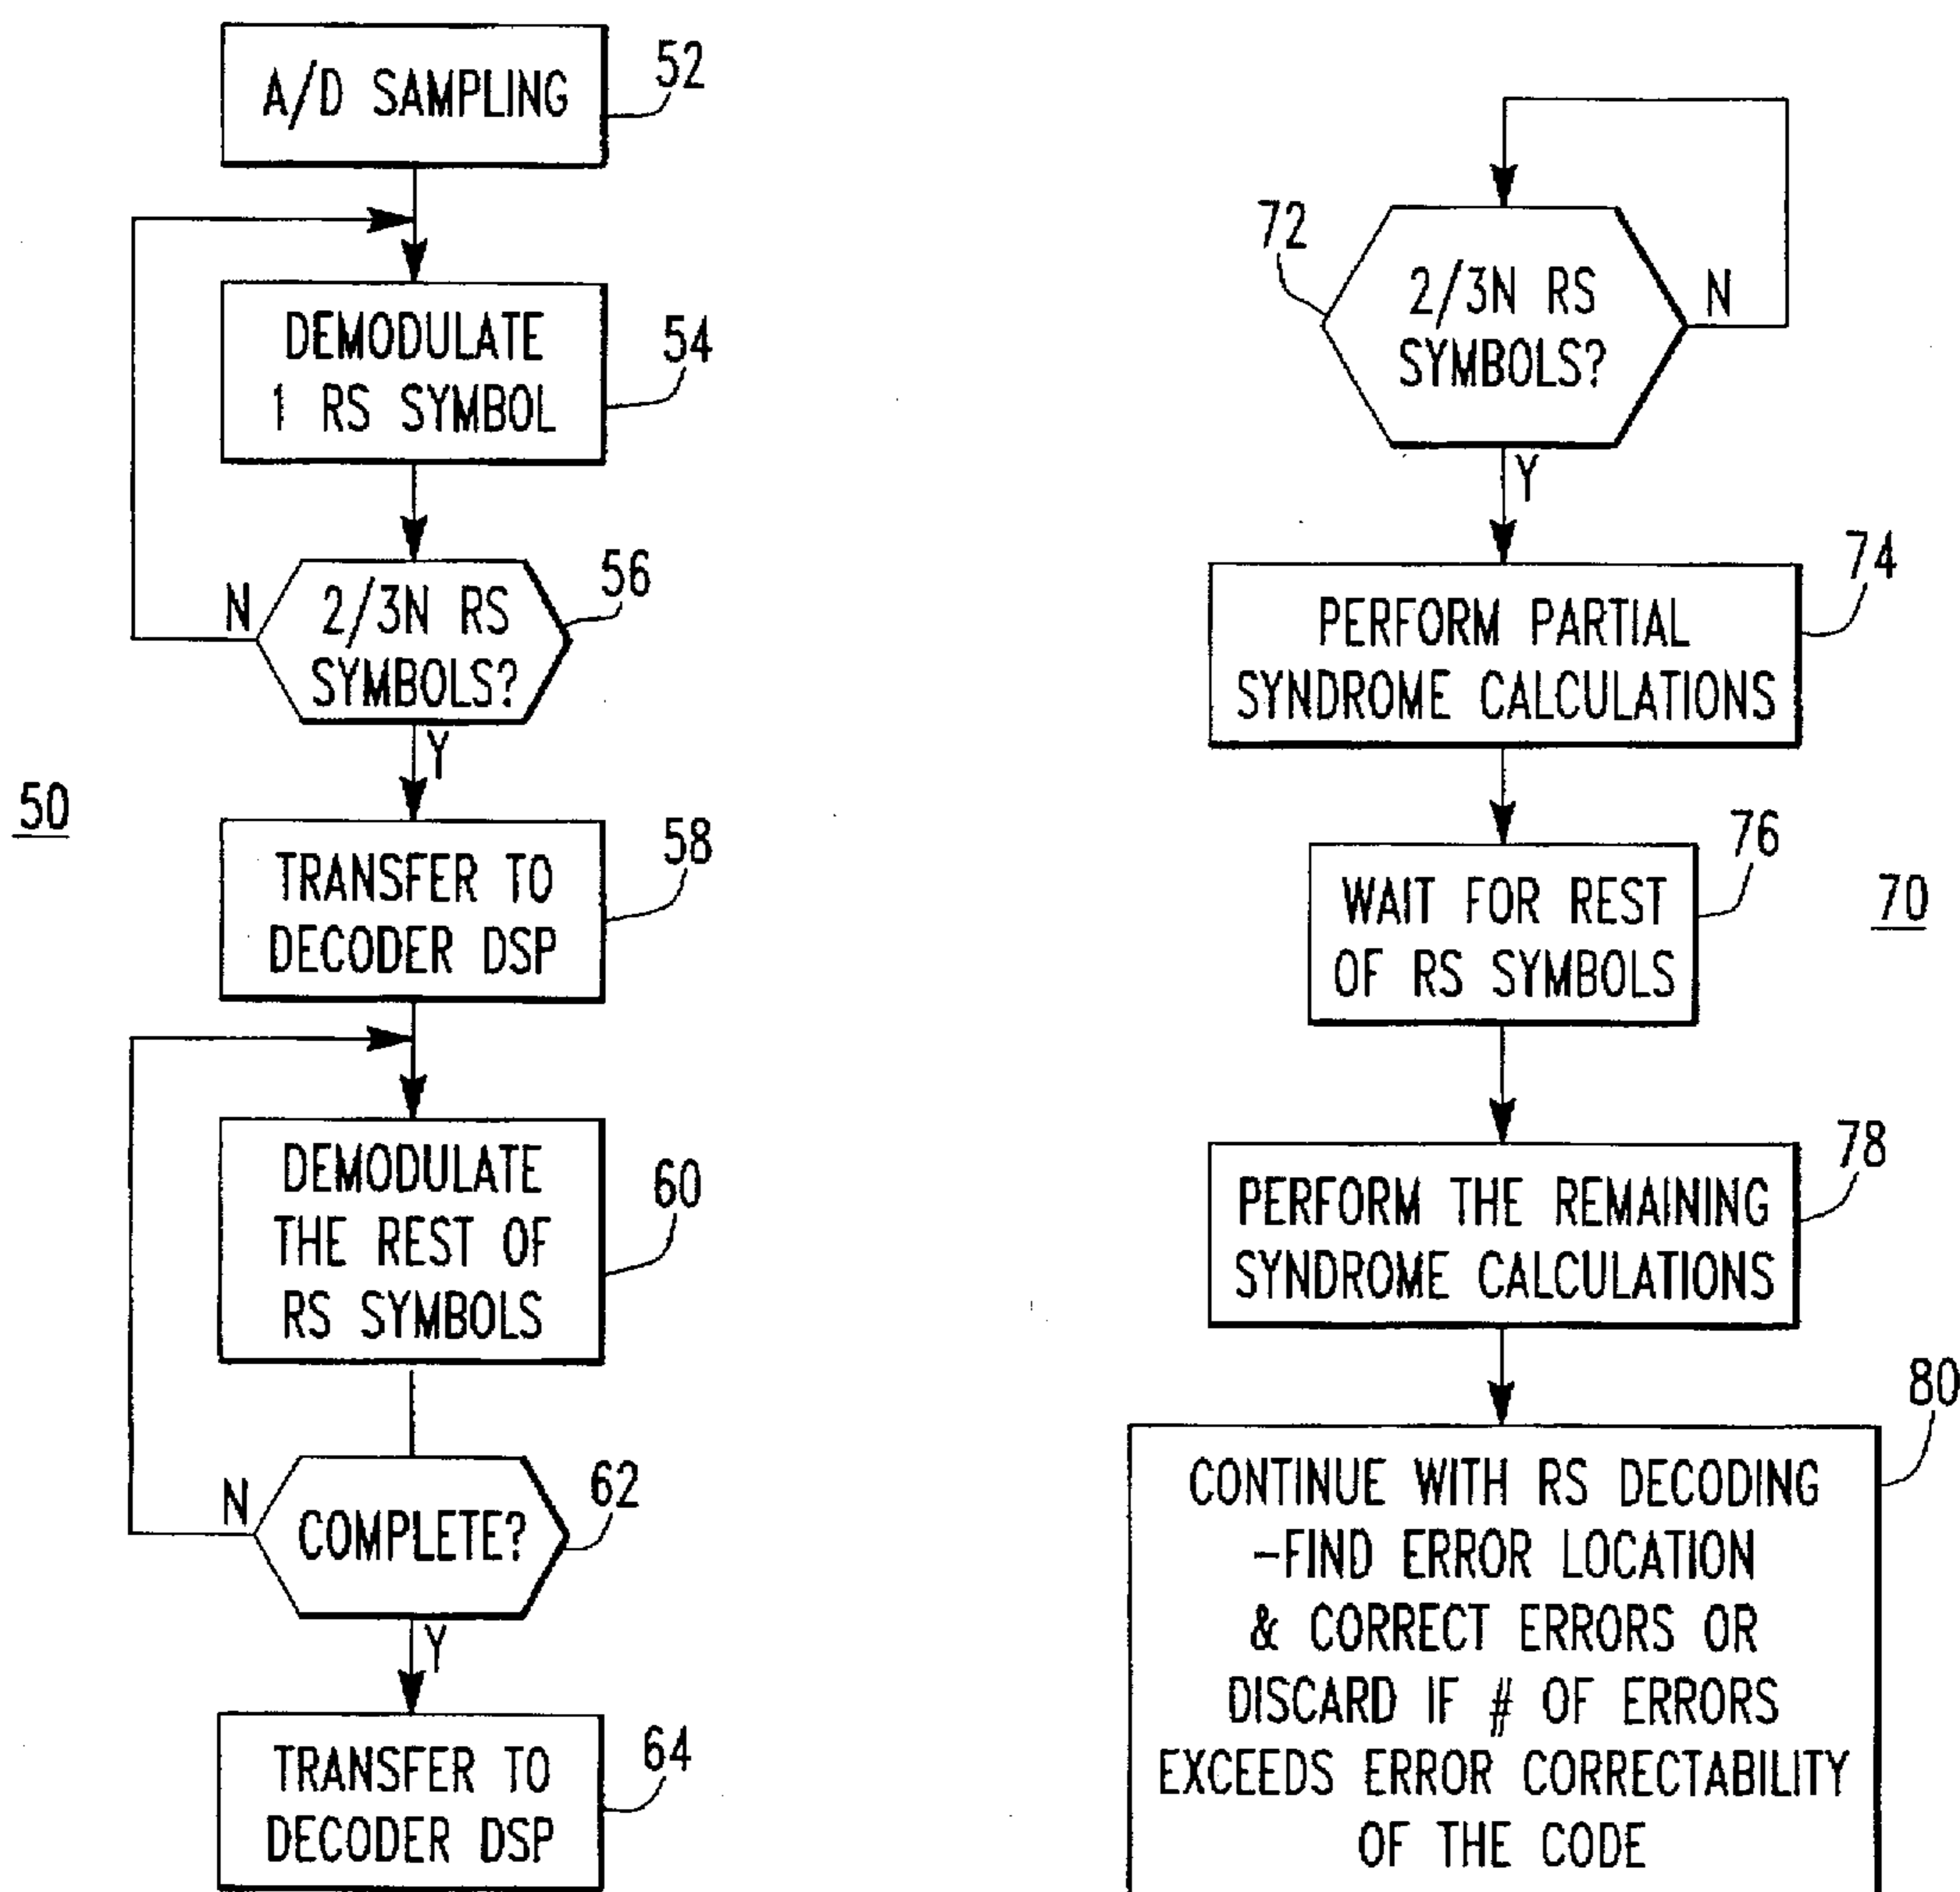 A/D SAMPLING
52
DEMODULATE
1 RS SYMBOL
54
N
2/3N RS
SYMBOLS?
56
Y
50
TRANSFER TO
DECODER DSP
58
DEMODULATE
THE REST OF
RS SYMBOLS
60
N
COMPLETE?
62
Y
TRANSFER TO
DECODER DSP
64
72
2/3N RS
SYMBOLS?
N
Y
PERFORM PARTIAL
SYNDROME CALCULATIONS
74
WAIT FOR REST
OF RS SYMBOLS
76
70
PERFORM THE REMAINING
SYNDROME CALCULATIONS
78
CONTINUE WITH RS DECODING
-FIND ERROR LOCATION
& CORRECT ERRORS OR
DISCARD IF # OF ERRORS
EXCEEDS ERROR CORRECTABILITY
OF THE CODE
80